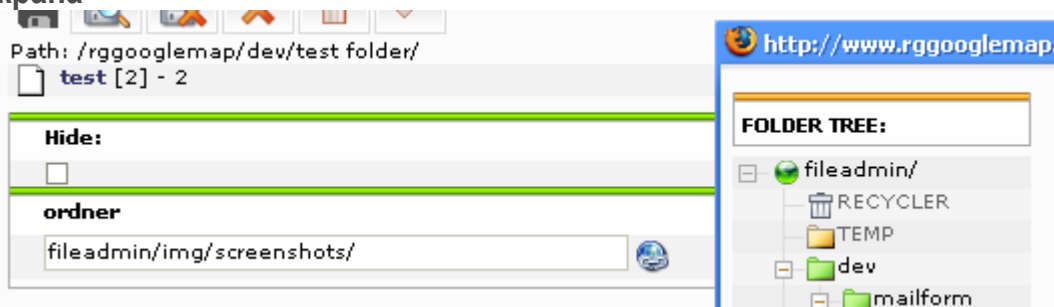 Path: /rggooglemap/dev/test folder/
test [2] - 2
Hide:
ordner
fileadmin/img/screenshots/
http://www.rggooglemap.
FOLDER TREE:
fileadmin/
RECYCLER
TEMP
dev
mailform